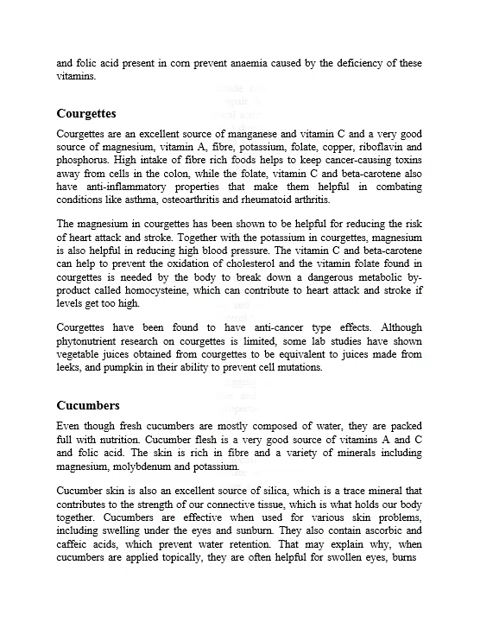 and folic acid present in corn prevent anaemia caused by the deficiency of these
vitamins.
Courgettes
Courgettes are an excellent source of manganese and vitamin C and a very good
source of magnesium, vitamin A, fibre, potassium, folate, copper, riboflavin and
phosphorus. High intake of fibre rich foods helps to keep cancer-causing toxins
away from cells in the colon, while the folate, vitamin C and beta-carotene also
have anti-inflammatory properties that make them helpful in combating
conditions like asthma, osteoarthritis and rheumatoid arthritis.
The magnesium in courgettes has been shown to be helpful for reducing the risk
of heart attack and stroke. Together with the potassium in courgettes, magnesium
is also helpful in reducing high blood pressure. The vitamin C and beta-carotene
can help to prevent the oxidation of cholesterol and the vitamin folate found in
courgettes is needed by the body to break down a dangerous metabolic by-
product called homocysteine, which can contribute to heart attack and stroke if
levels get too high.
Courgettes have been found to have anti-cancer type effects. Although
phytonutrient research on courgettes is limited, some lab studies have shown
vegetable juices obtained from courgettes to be equivalent to juices made from
leeks, and pumpkin in their ability to prevent cell mutations.
Cucumbers
Even though fresh cucumbers are mostly composed of water, they are packed
full with nutrition. Cucumber flesh is a very good source of vitamins A and C
and folic acid. The skin is rich in fibre and a variety of minerals including
magnesium, molybdenum and potassium.
Cucumber skin is also an excellent source of silica, which is a trace mineral that
contributes to the strength of our connective tissue, which is what holds our body
together. Cucumbers are effective when used for various skin problems,
including swelling under the eyes and sunburn. They also contain ascorbic and
caffeic acids, which prevent water retention. That may explain why, when
cucumbers are applied topically, they are often helpful for swollen eyes, burns